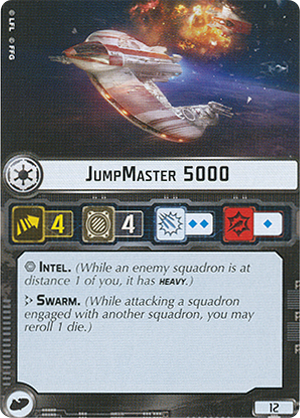 © LFL © FFG
JUMPMASTER 5000
4
4
INTEL. (While an enemy squadron is at
distance 1 of you, it has HEAVY.)
SWARM. (While attacking a squadron
engaged with another squadron, you may
reroll 1 die.)
12